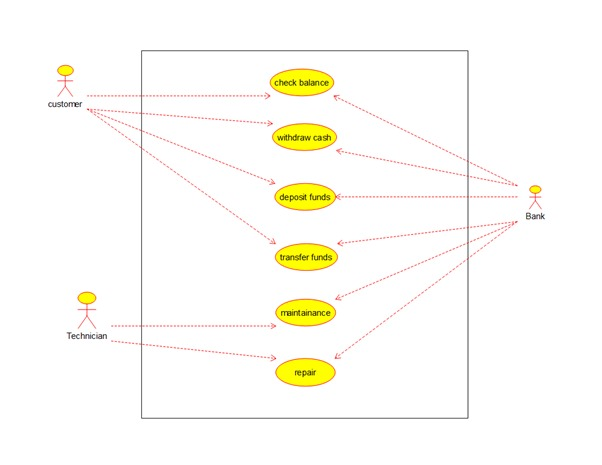 check balance
customer
withdraw cash
deposit funds
Bank
transfer funds
maintainance
Technician
repair